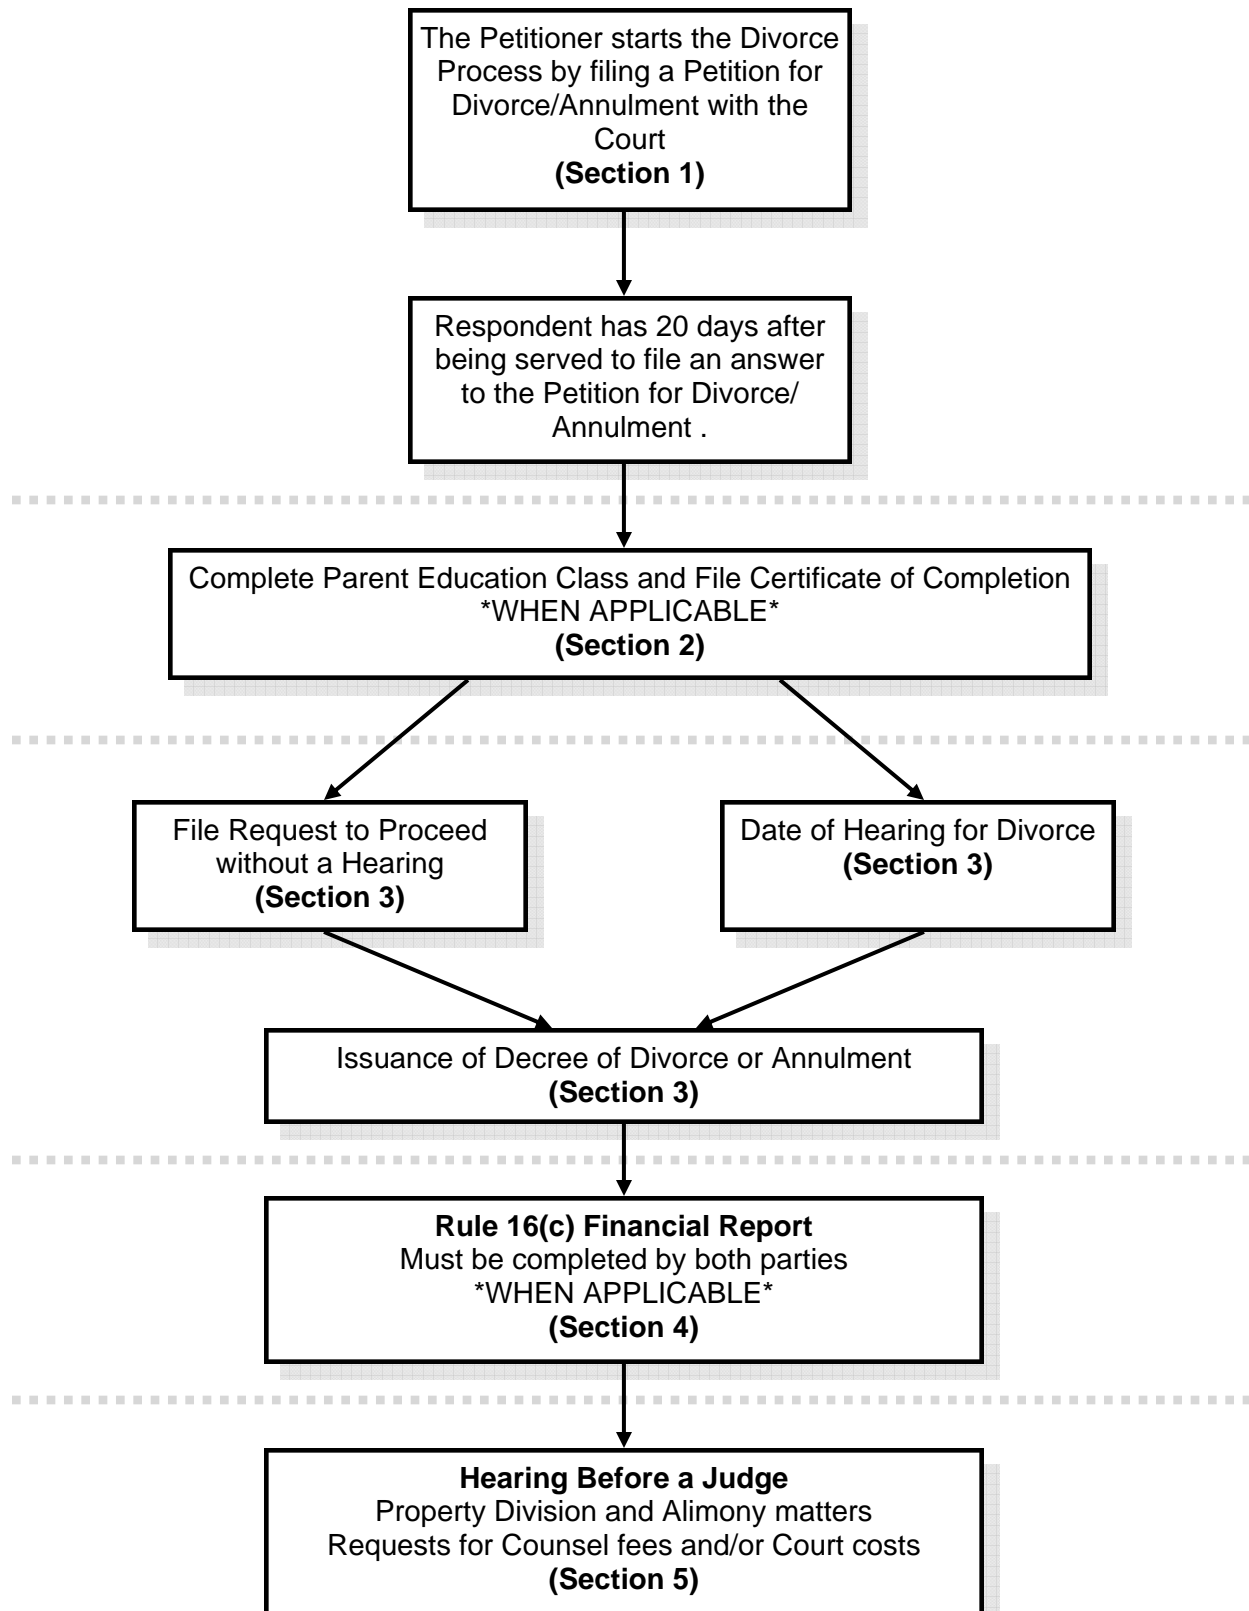 The Petitioner starts the Divorce
Process by filing a Petition for
Divorce/Annulment with the
Court
(Section 1)
Respondent has 20 days after
being served to file an answer
to the Petition for Divorce/
Annulment .
Complete Parent Education Class and File Certificate of Completion
*WHEN APPLICABLE*
(Section 2)
File Request to Proceed
without a Hearing
(Section 3)
Date of Hearing for Divorce
(Section 3)
Issuance of Decree of Divorce or Annulment
(Section 3)
Rule 16(c) Financial Report
Must be completed by both parties
*WHEN APPLICABLE*
(Section 4)
Hearing Before a Judge
Property Division and Alimony matters
Requests for Counsel fees and/or Court costs
(Section 5)